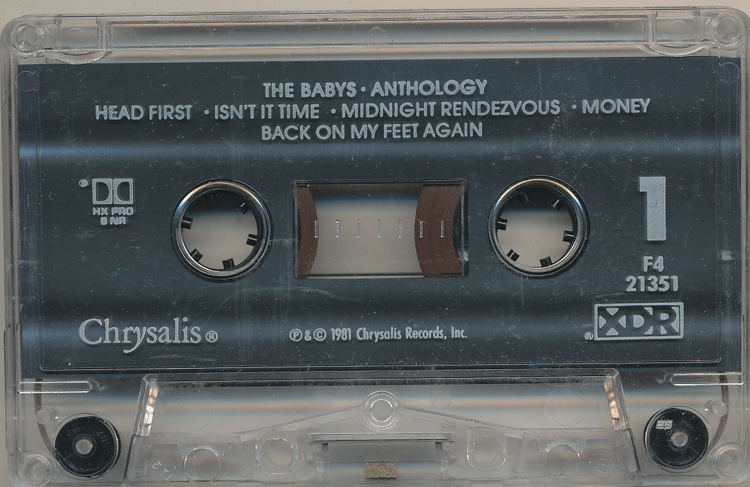 THE BABYS • ANTHOLOGY
HEAD FIRST • ISN'T IT TIME • MIDNIGHT RENDEZVOUS • MONEY
BACK ON MY FEET AGAIN
® DD
HX PRO
B NR
1
F4
21351
Chrysalis®
℗ & © 1981 Chrysalis Records, Inc.
® XDR